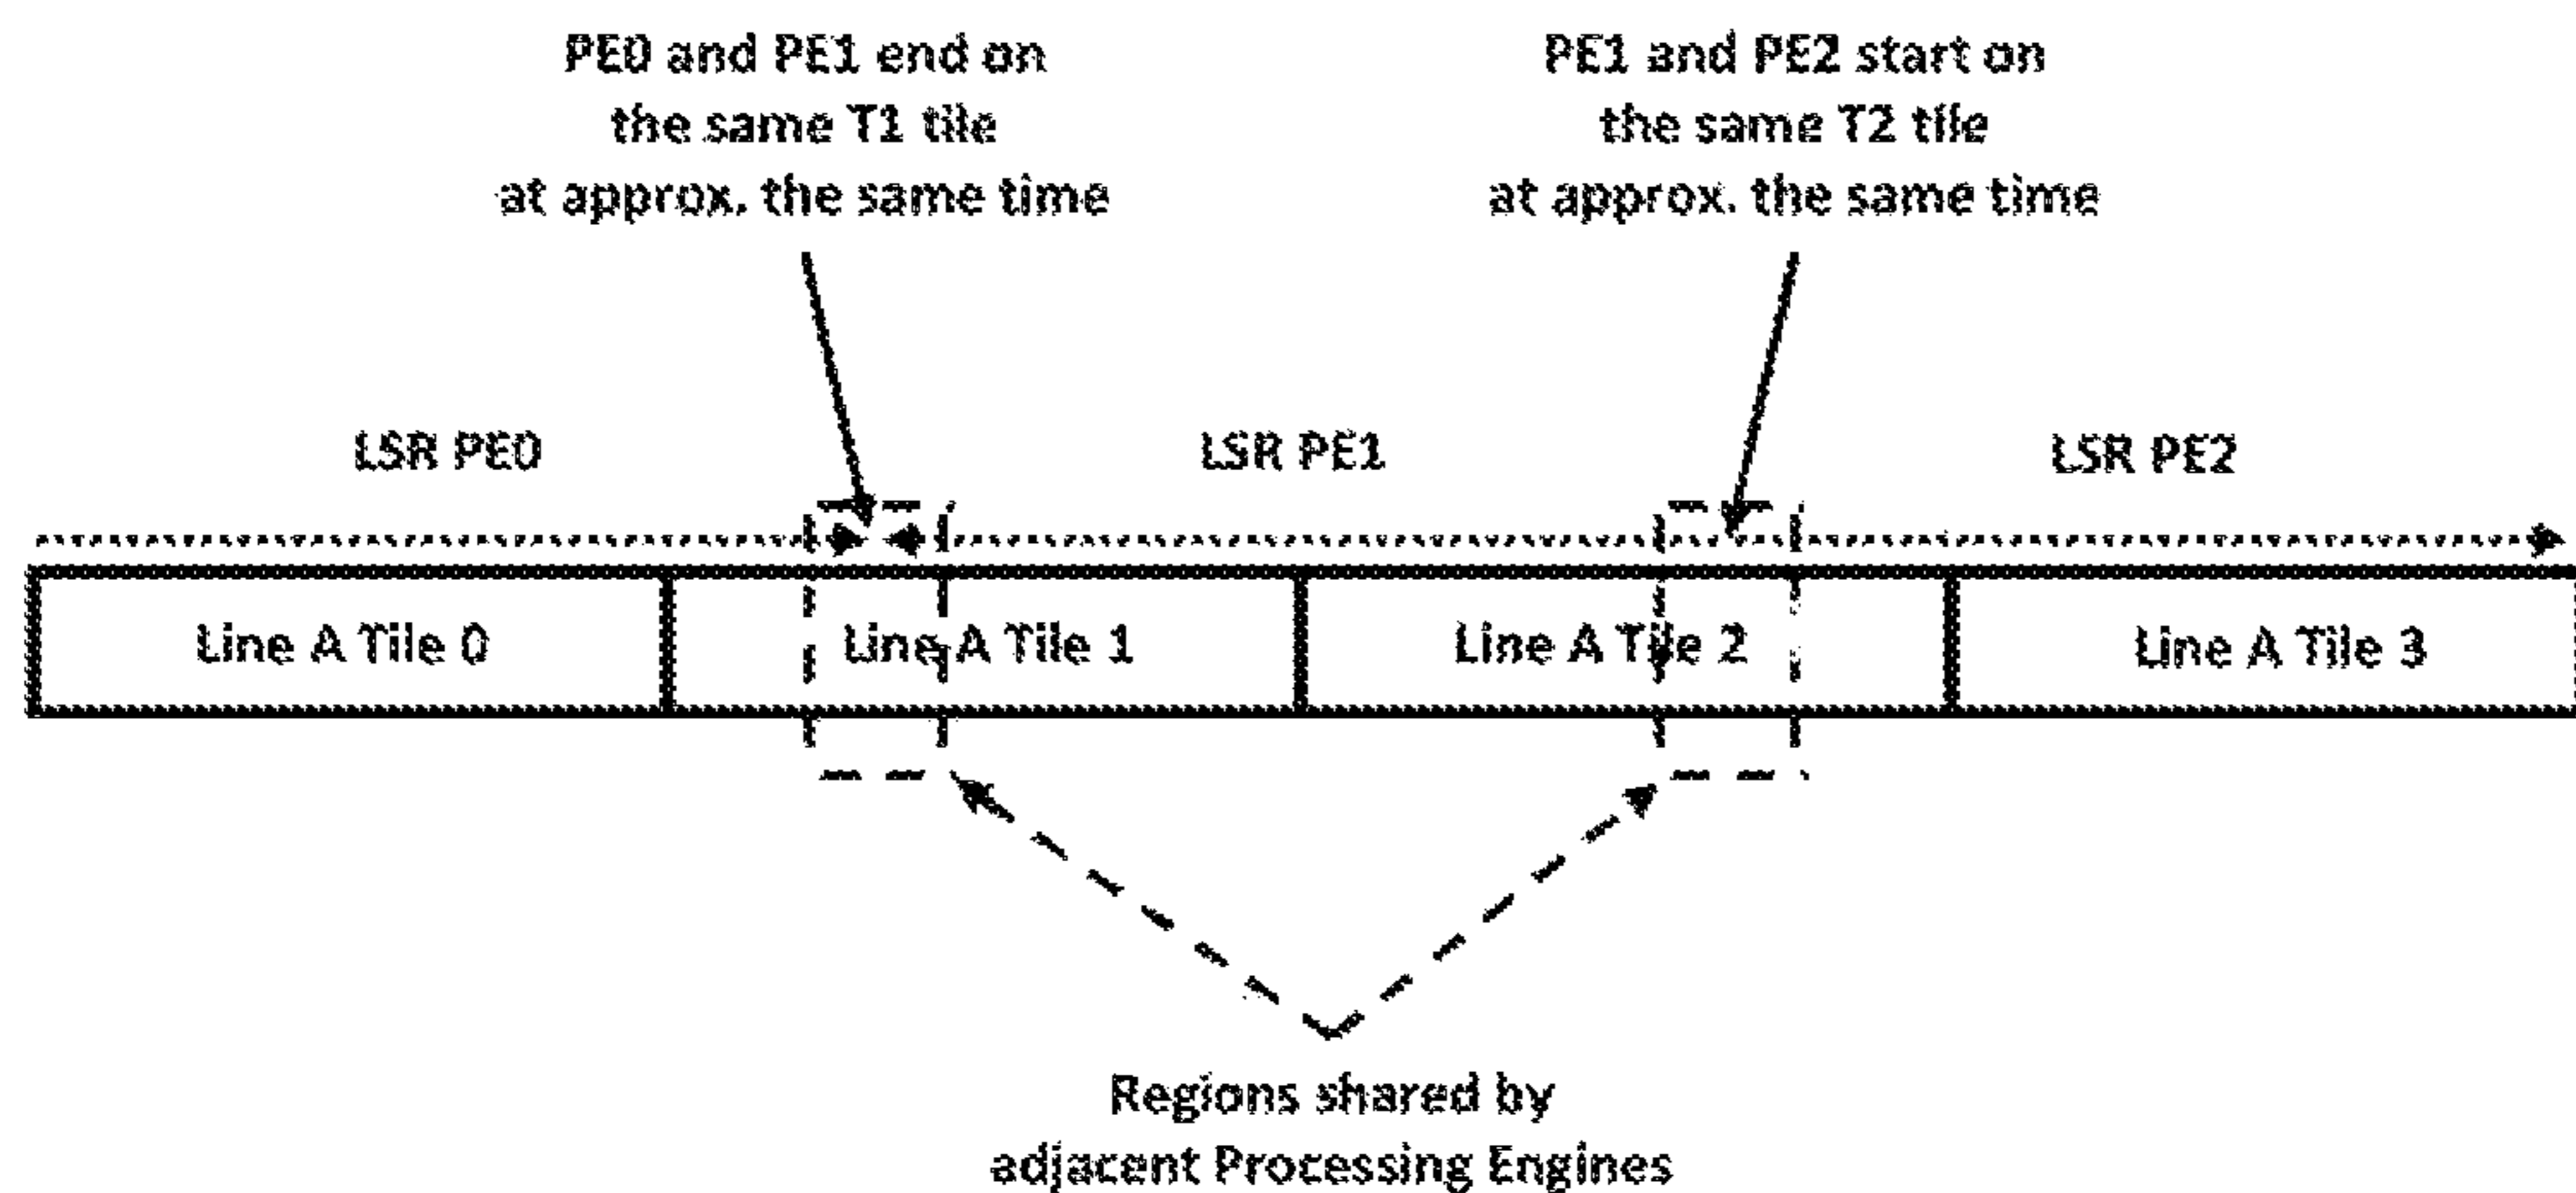 PE0 and PE1 end on
the same T1 tile
at approx. the same time
PE1 and PE2 start on
the same T2 tile
at approx. the same time
LSR PE0
LSR PE1
LSR PE2
Line A Tile 0
Line A Tile 1
Line A Tile 2
Line A Tile 3
Regions shared by
adjacent Processing Engines